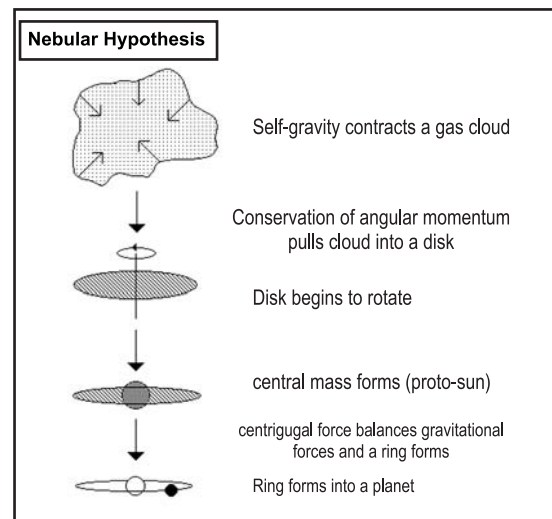 Nebular Hypothesis
Self-gravity contracts a gas cloud
Conservation of angular momentum
pulls cloud into a disk
Disk begins to rotate
central mass forms (proto-sun)
centrigugal force balances gravitational
forces and a ring forms
Ring forms into a planet